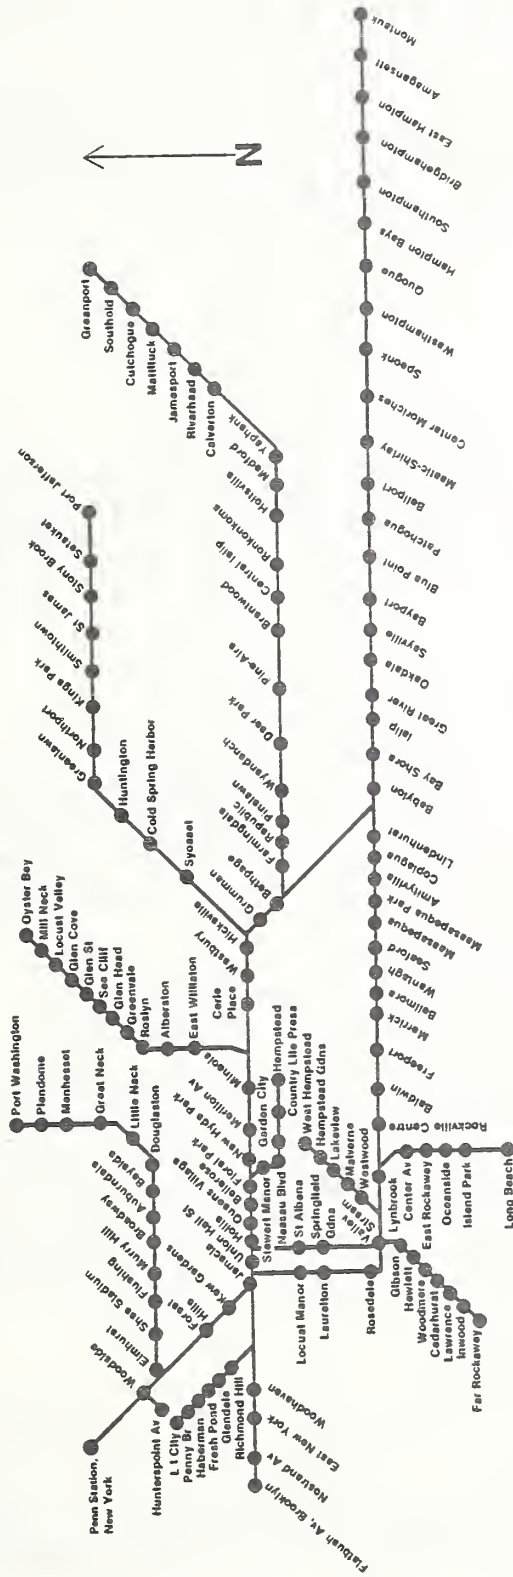 N
Penn Station,
New York
Hunterspoint Av
Woodside
Elmhurst
Shea Stadium
Flushing
Murry Hill
Broadway
Auburndale
Bayside
Douglaston
Little Neck
Great Neck
Manhesset
Plandome
Port Washington
Forest
Hills
Kew Gardens
Jamaica
L I City
Penny Br
Haberman
Fresh Pond
Glendale
Richmond Hill
Flatbush Av, Brooklyn
Nostrand Av
East New York
Woodhaven
Union Hall St
Hollis
Queens Village
Bellerose
Floral Park
New Hyde Park
Merillon Av
Mineola
Stewart Manor
Nassau Blvd
Garden City
Hempstead
Country Life Press
East Williston
Albertson
Roslyn
Greenvale
Glen Head
Sea Cliff
Glen St
Glen Cove
Locust Valley
Mill Neck
Oyster Bay
Carle
Place
Westbury
Hicksville
Syosset
Cold Spring Harbor
Huntington
Greenlawn
Northport
Kings Park
Smithtown
St James
Stony Brook
Setauket
Port Jefferson
Grumman
Bethpage
Farmingdale
Republic
Pinelawn
Wyandanch
Deer Park
Pine-Aire
Brentwood
Central Islip
Ronkonkoma
Holtsville
Medford
Yaphank
Calverton
Riverhead
Jamesport
Mattituck
Cutchogue
Southold
Greenport
Locust Manor
Laurelton
Rosedale
St Albans
Springfield
Gdns
Valley
Stream
Westwood
Malverne
Lakeview
Hempstead Gdns
West Hempstead
Gibson
Hewlett
Woodmere
Cedarhurst
Lawrence
Inwood
Far Rockaway
Lynbrook
Center Av
East Rockaway
Oceanside
Island Park
Long Beach
Rockville Centre
Baldwin
Freeport
Merrick
Bellmore
Wantagh
Seaford
Massapequa
Massapequa Park
Amityville
Copiague
Lindenhurst
Babylon
Bay Shore
Islip
Great River
Oakdale
Sayville
Bayport
Blue Point
Patchogue
Bellport
Mastic-Shirley
Center Moriches
Speonk
Westhampton
Quogue
Hampton Bays
Southampton
Bridgehampton
East Hampton
Amagansett
Montauk